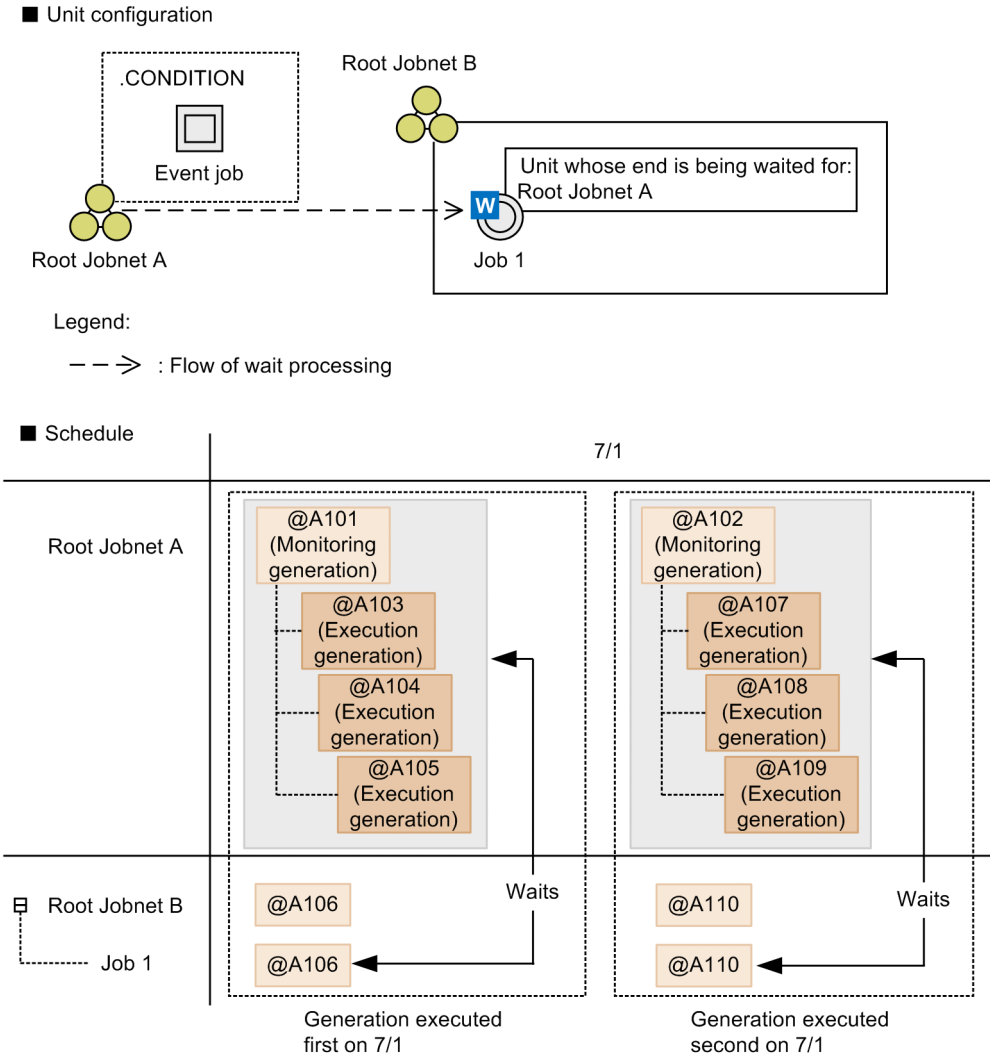 ■ Unit configuration
Root Jobnet B
.CONDITION
Event job
Unit whose end is being waited for:
Root Jobnet A
W
Root Jobnet A
Job 1
Legend:
: Flow of wait processing
■ Schedule
7/1
Root Jobnet A
@A101
(Monitoring
generation)
@A103
(Execution
generation)
@A104
(Execution
generation)
@A105
(Execution
generation)
@A102
(Monitoring
generation)
@A107
(Execution
generation)
@A108
(Execution
generation)
@A109
(Execution
generation)
Root Jobnet B
@A106
Waits
@A110
Waits
Job 1
@A106
@A110
Generation executed
first on 7/1
Generation executed
second on 7/1